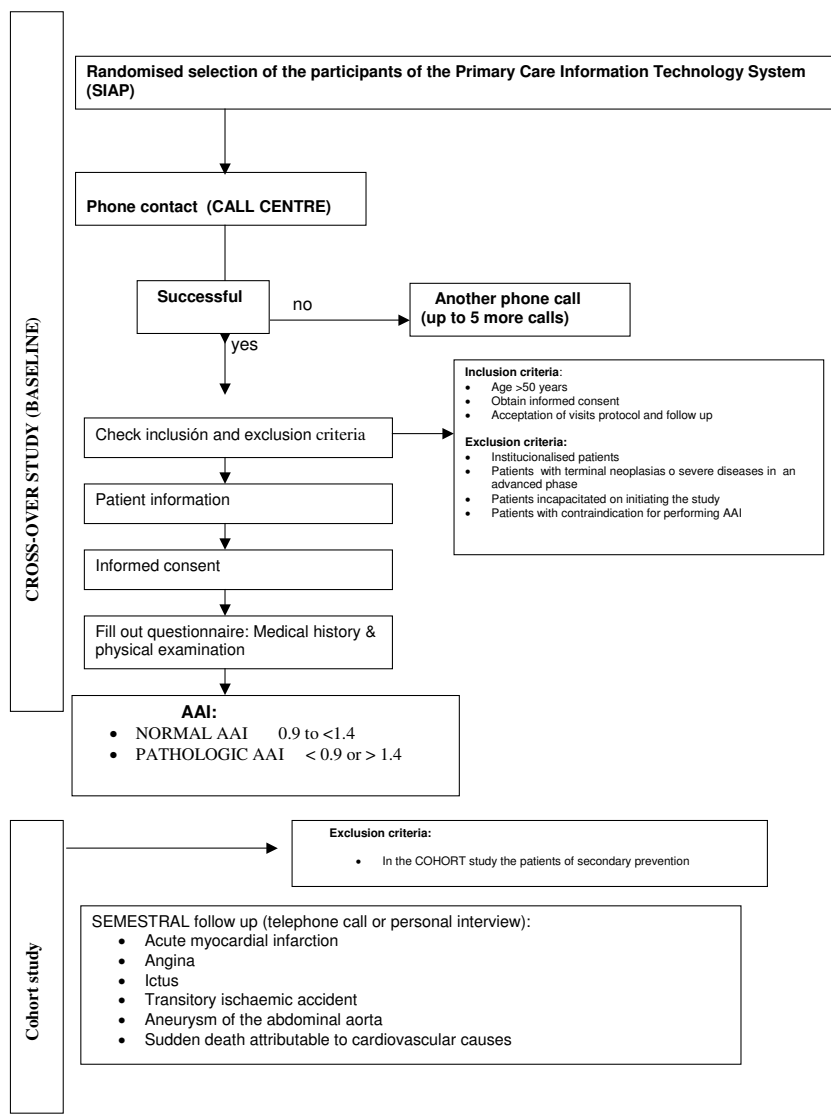 CROSS-OVER STUDY (BASELINE)
Randomised selection of the participants of the Primary Care Information Technology System
(SIAP)
Phone contact (CALL CENTRE)
Successful
no
Another phone call
(up to 5 more calls)
yes
Check inclusión and exclusion criteria
Inclusion criteria:
• Age >50 years
• Obtain informed consent
• Acceptation of visits protocol and follow up
Exclusion criteria:
• Institucionalised patients
• Patients with terminal neoplasias o severe diseases in an
advanced phase
• Patients incapacitated on initiating the study
• Patients with contraindication for performing AAI
Patient information
Informed consent
Fill out questionnaire: Medical history &
physical examination
AAI:
• NORMAL AAI 0.9 to <1.4
• PATHOLOGIC AAI < 0.9 or > 1.4
Cohort study
Exclusion criteria:
• In the COHORT study the patients of secondary prevention
SEMESTRAL follow up (telephone call or personal interview):
• Acute myocardial infarction
• Angina
• Ictus
• Transitory ischaemic accident
• Aneurysm of the abdominal aorta
• Sudden death attributable to cardiovascular causes